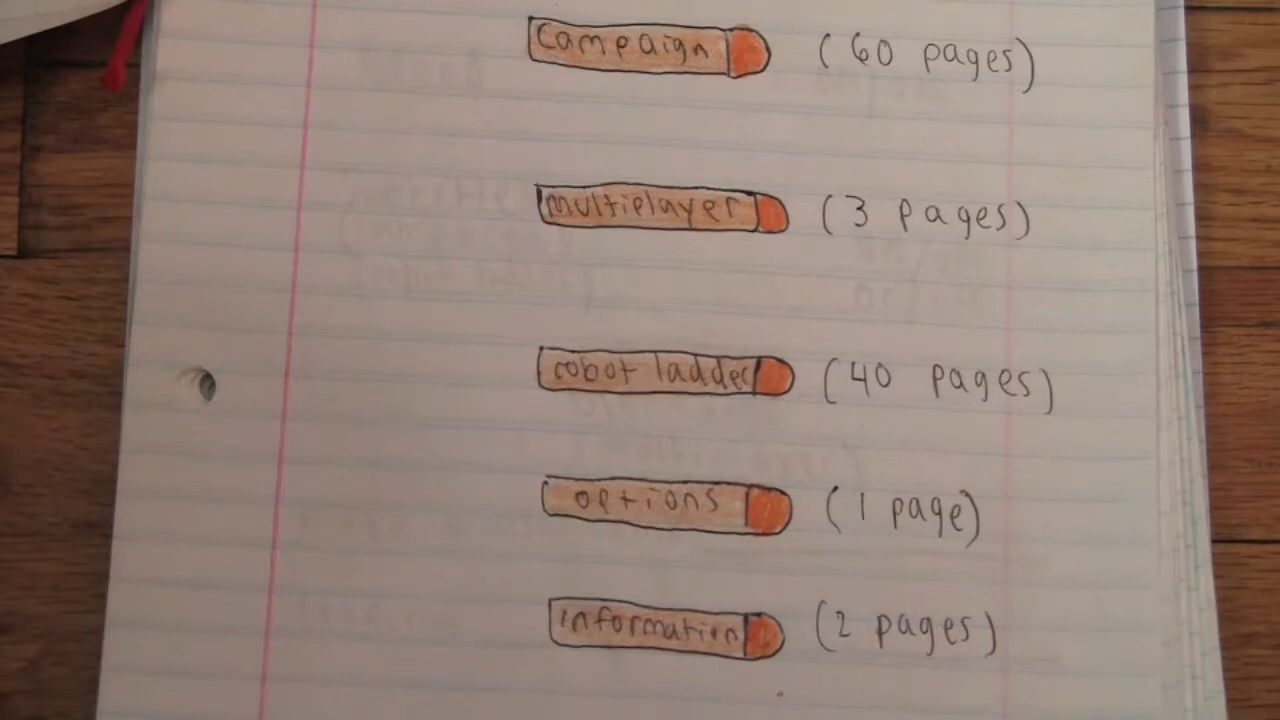 campaign (60 pages)
multiplayer (3 pages)
robot ladder (40 pages)
options (1 page)
information (2 pages)